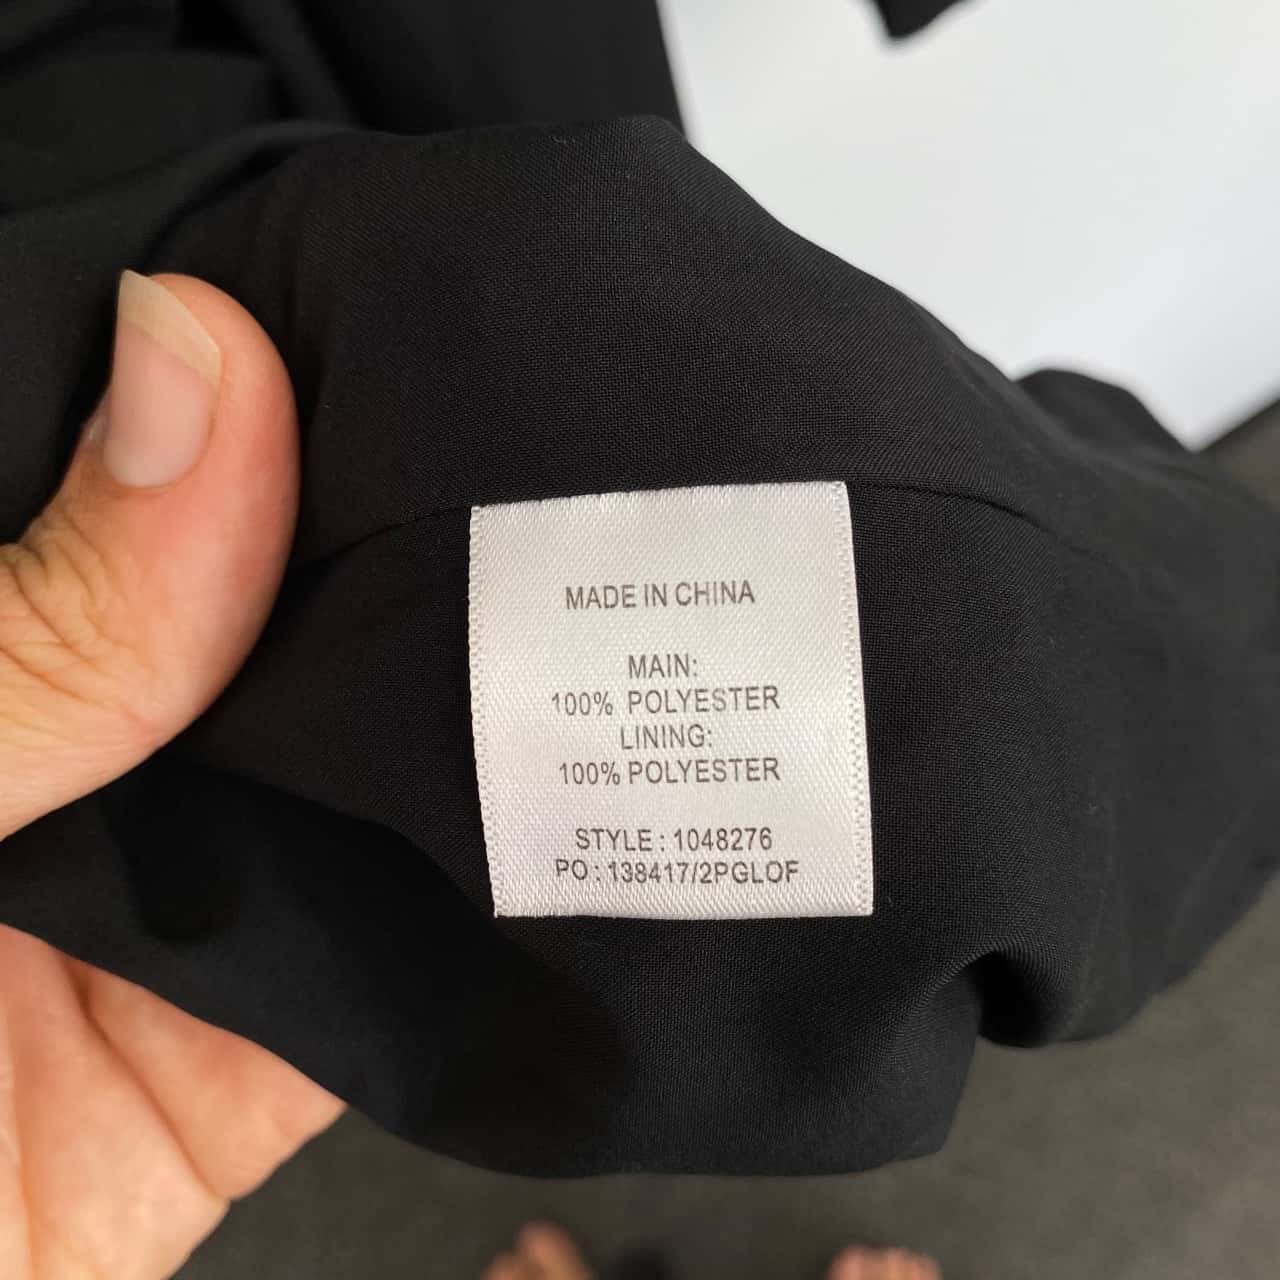 MADE IN CHINA
MAIN:
100% POLYESTER
LINING:
100% POLYESTER
STYLE : 1048276
PO : 138417/2PGLOF